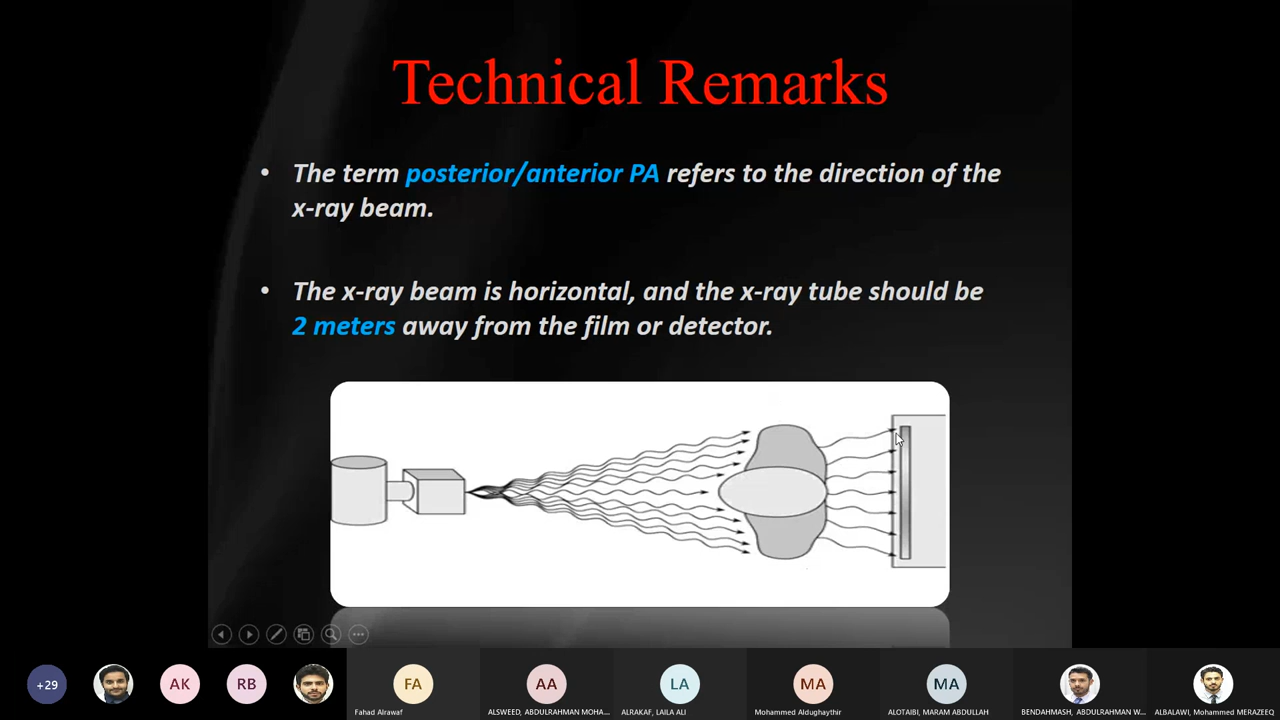 Technical Remarks
• The term posterior/anterior PA refers to the direction of the
x-ray beam.
• The x-ray beam is horizontal, and the x-ray tube should be
2 meters away from the film or detector.
+29
AK
RB
FA
AA
LA
MA
MA
Fahad Alrawaf
ALSWEED, ABDULRAHMAN MOHA...
ALRAKAF, LAILA ALI
Mohammed Aldughaythir
ALOTAIBI, MARAM ABDULLAH
BENDAHMASH, ABDULRAHMAN W...
ALBALAWI, Mohammed MERAZEEQ